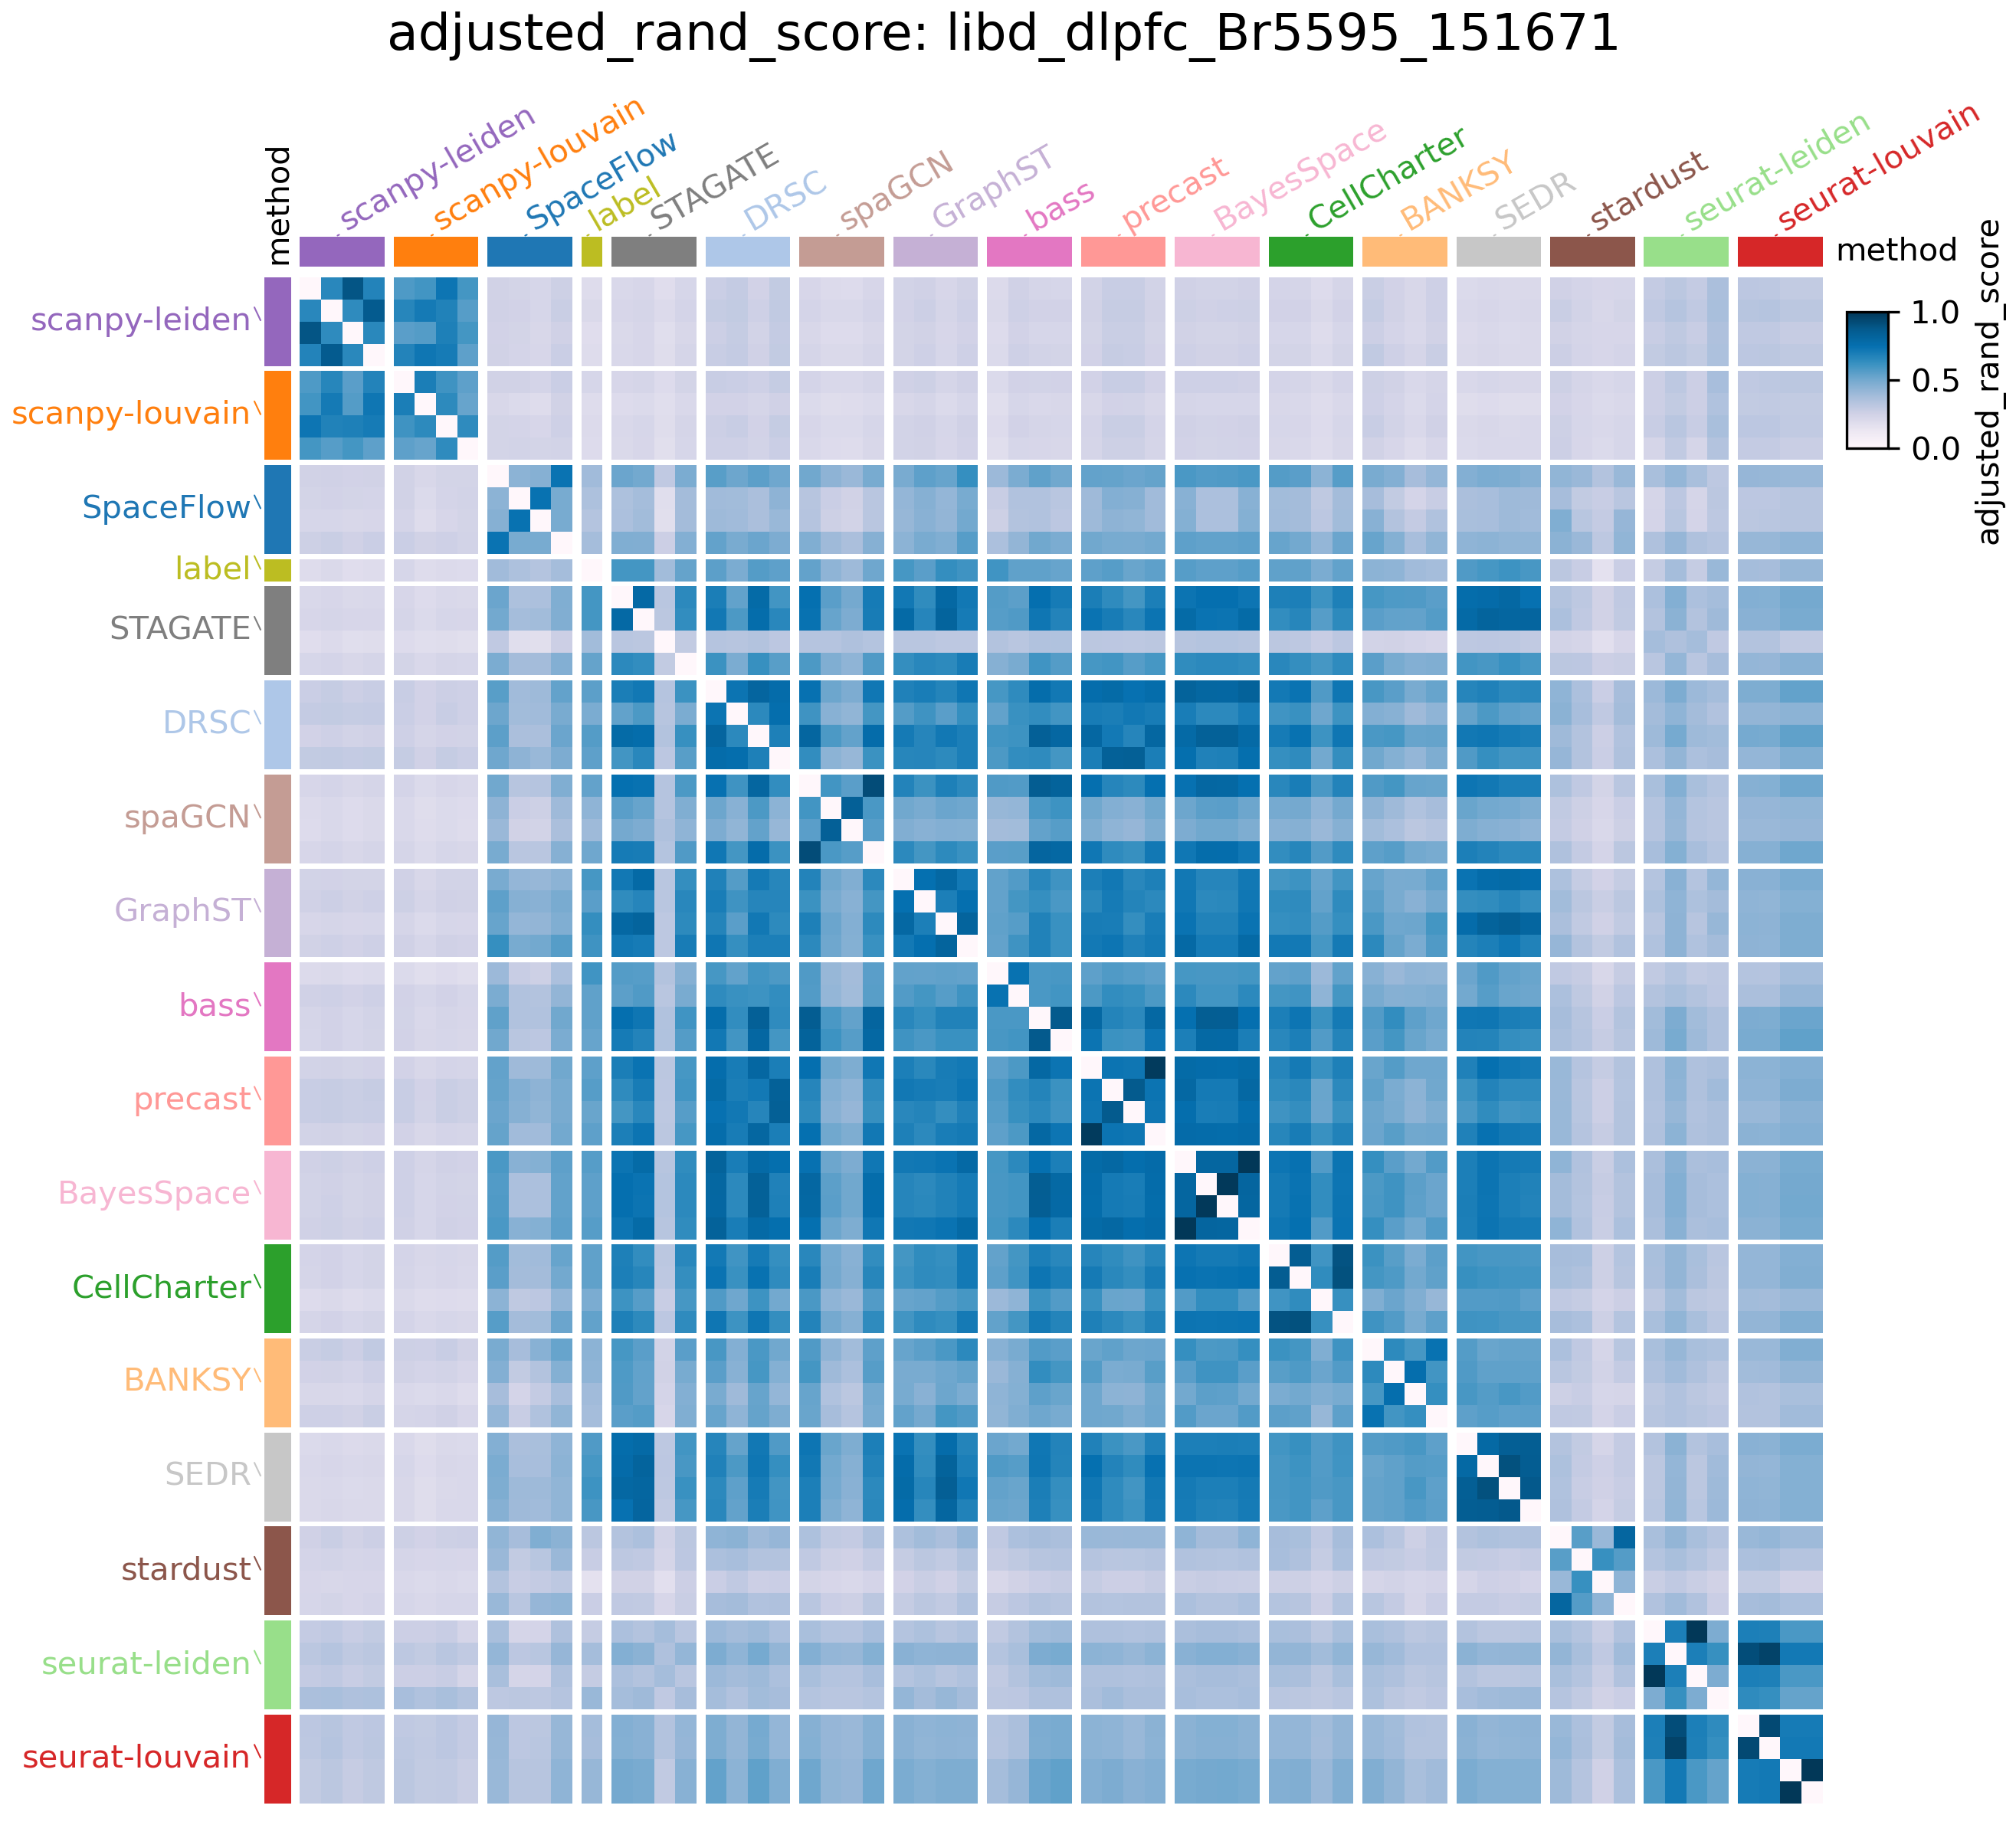 adjusted_rand_score: libd_dlpfc_Br5595_151671
method
scanpy-leiden
scanpy-louvain
SpaceFlow
label
STAGATE
DRSC
spaGCN
GraphST
bass
precast
BayesSpace
CellCharter
BANKSY
SEDR
stardust
seurat-leiden
seurat-louvain
method
1.0
0.5
0.0
adjusted_rand_score
scanpy-leiden
scanpy-louvain
SpaceFlow
label
STAGATE
DRSC
spaGCN
GraphST
bass
precast
BayesSpace
CellCharter
BANKSY
SEDR
stardust
seurat-leiden
seurat-louvain